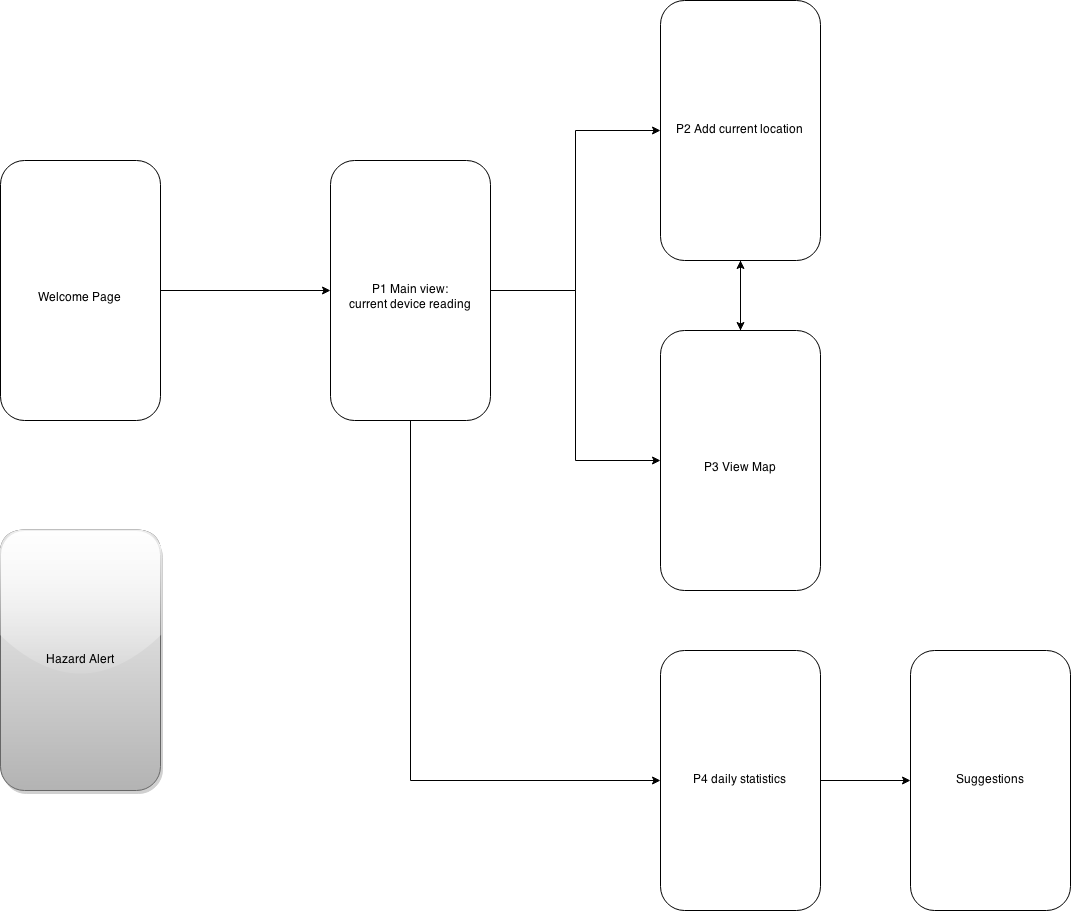 P2 Add current location
Welcome Page
P1 Main view:
current device reading
P3 View Map
Hazard Alert
P4 daily statistics
Suggestions